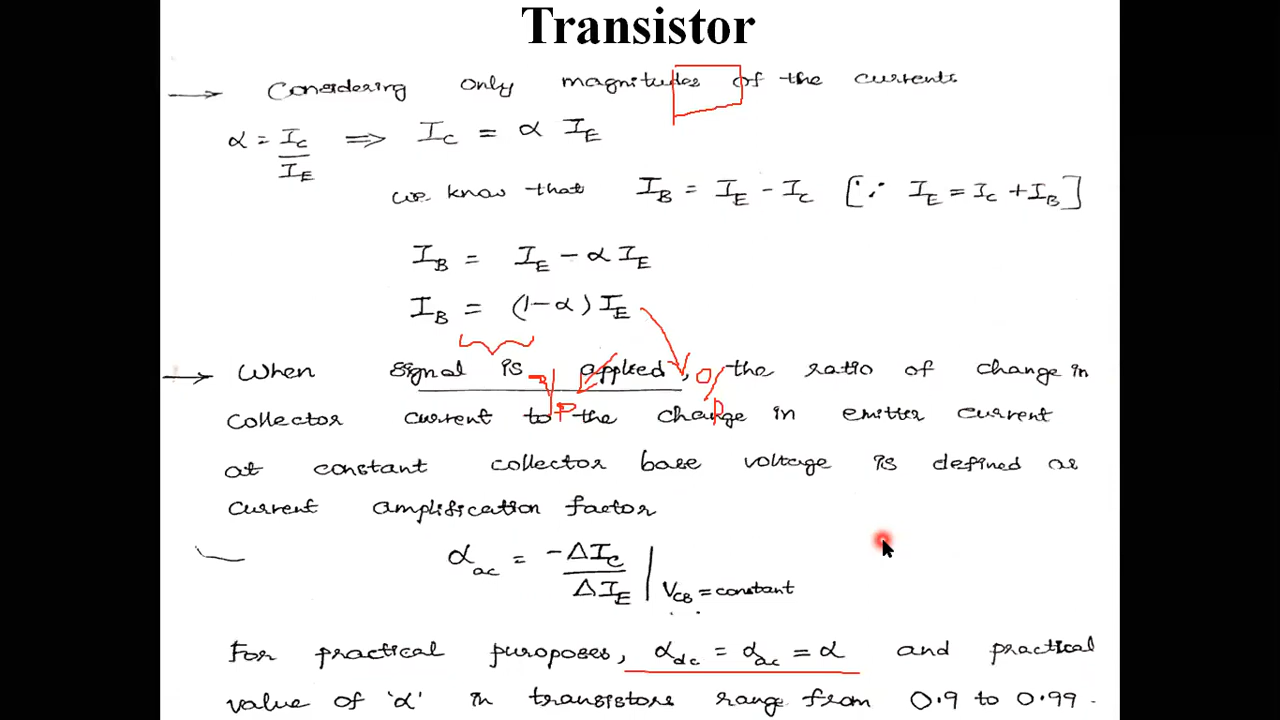 Transistor
→ Considering only magnitudes of the currents
α = I_C / I_E ⟹ I_C = α I_E
we know that I_B = I_E - I_C [∵ I_E = I_C + I_B]
I_B = I_E - α I_E
I_B = (1-α) I_E
→ When signal is applied, the ratio of change in
collector current to the change in emitter current
at constant collector base voltage is defined as
current amplification factor
α_ac = -ΔI_C / ΔI_E | V_CB = constant
For practical puroposes, α_dc = α_ac = α and practical
value of 'α' in transistors range from 0.9 to 0.99.
I/P
O/P